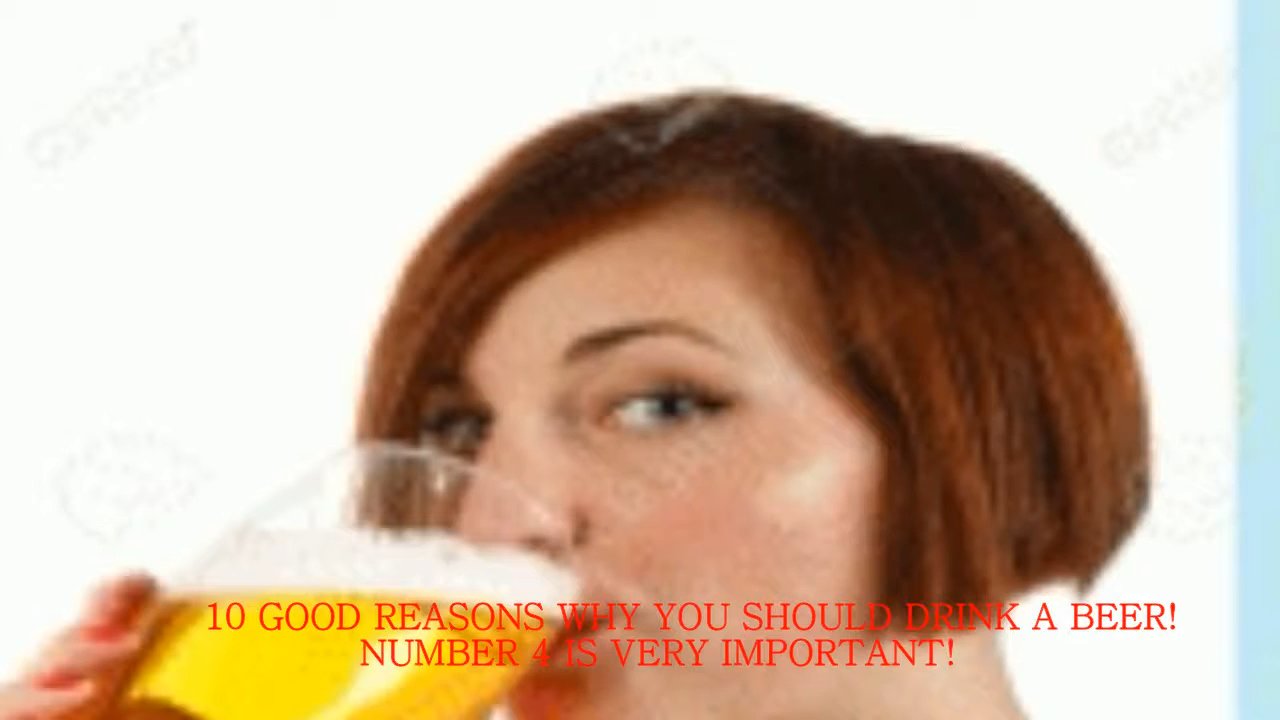 10 GOOD REASONS WHY YOU SHOULD DRINK A BEER!
NUMBER 4 IS VERY IMPORTANT!